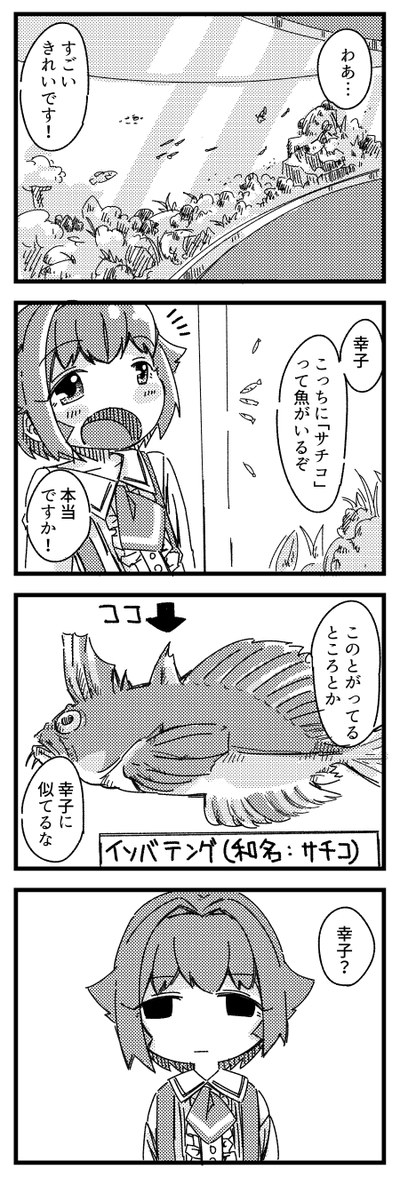 わあ…
すごい
きれいです！
幸子
こっちに「サチコ」
って魚がいるぞ
本当
ですか！
ココ
このとがってる
ところとか
幸子に
似てるな
イソバテング(和名：サチコ)
幸子？